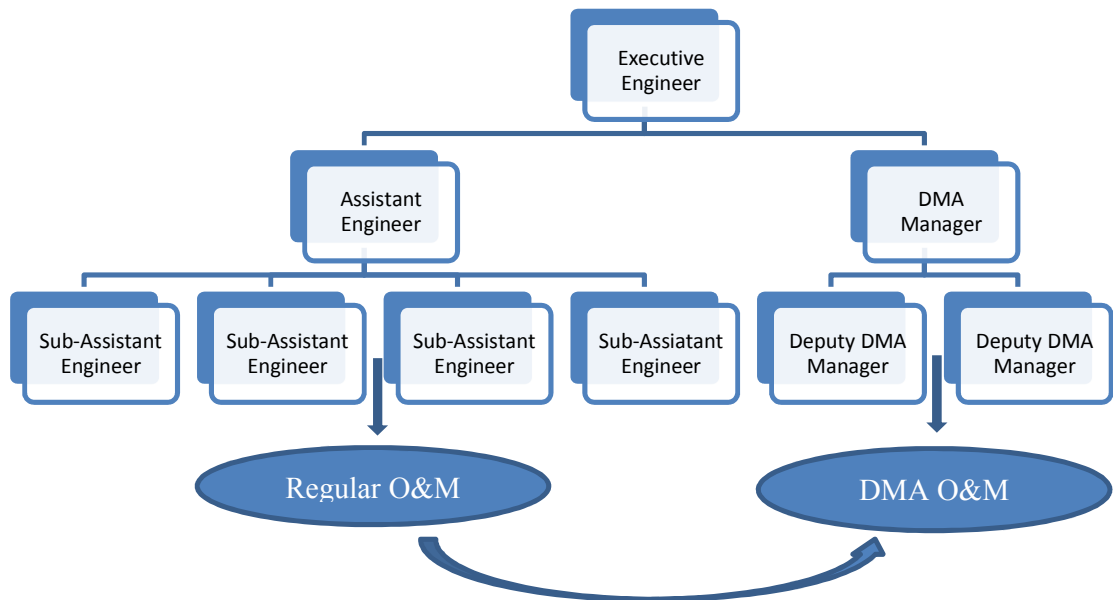 Executive
Engineer
Assistant
Engineer
DMA
Manager
Sub-Assistant
Engineer
Sub-Assistant
Engineer
Sub-Assistant
Engineer
Sub-Assiatant
Engineer
Deputy DMA
Manager
Deputy DMA
Manager
Regular O&M
DMA O&M